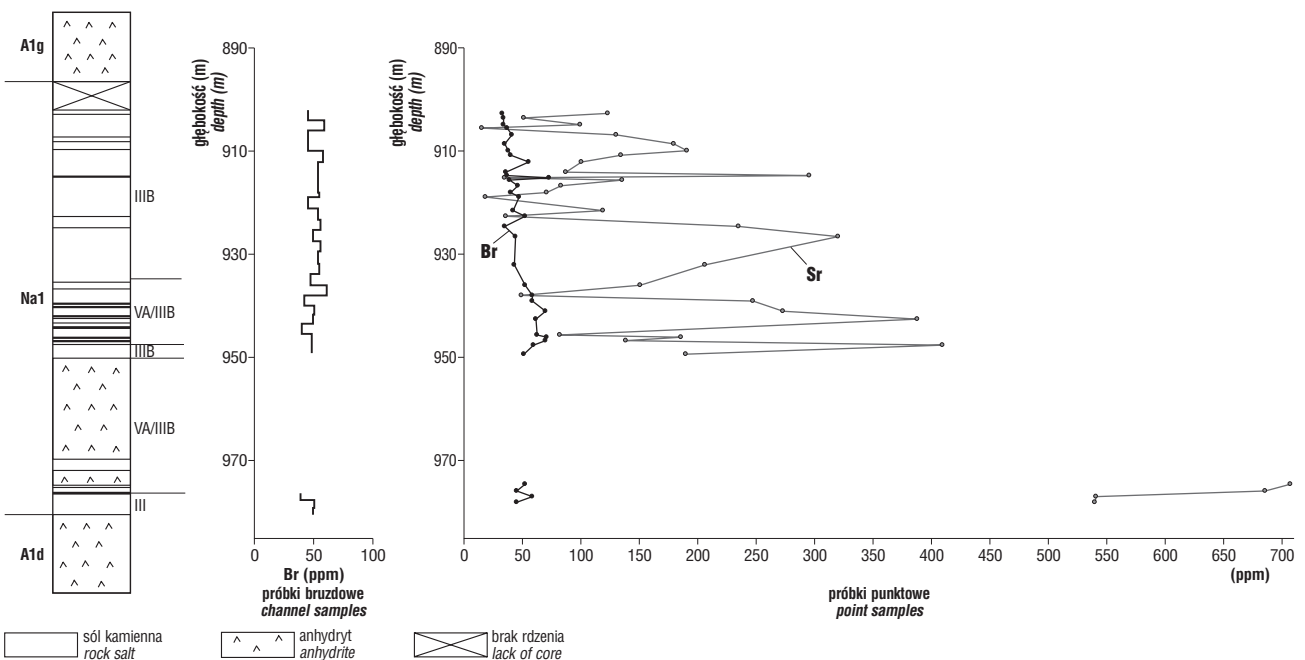 A1g
IIIB
Na1
VA/IIIB
IIIB
VA/IIIB
III
A1d
głębokość (m)
depth (m)
890
910
930
950
970
0
50
100
Br (ppm)
próbki bruzdowe
channel samples
głębokość (m)
depth (m)
890
910
930
950
970
Br
Sr
0
50
100
150
200
250
300
350
400
450
500
550
600
650
700
(ppm)
próbki punktowe
point samples
sól kamienna
rock salt
anhydryt
anhydrite
brak rdzenia
lack of core